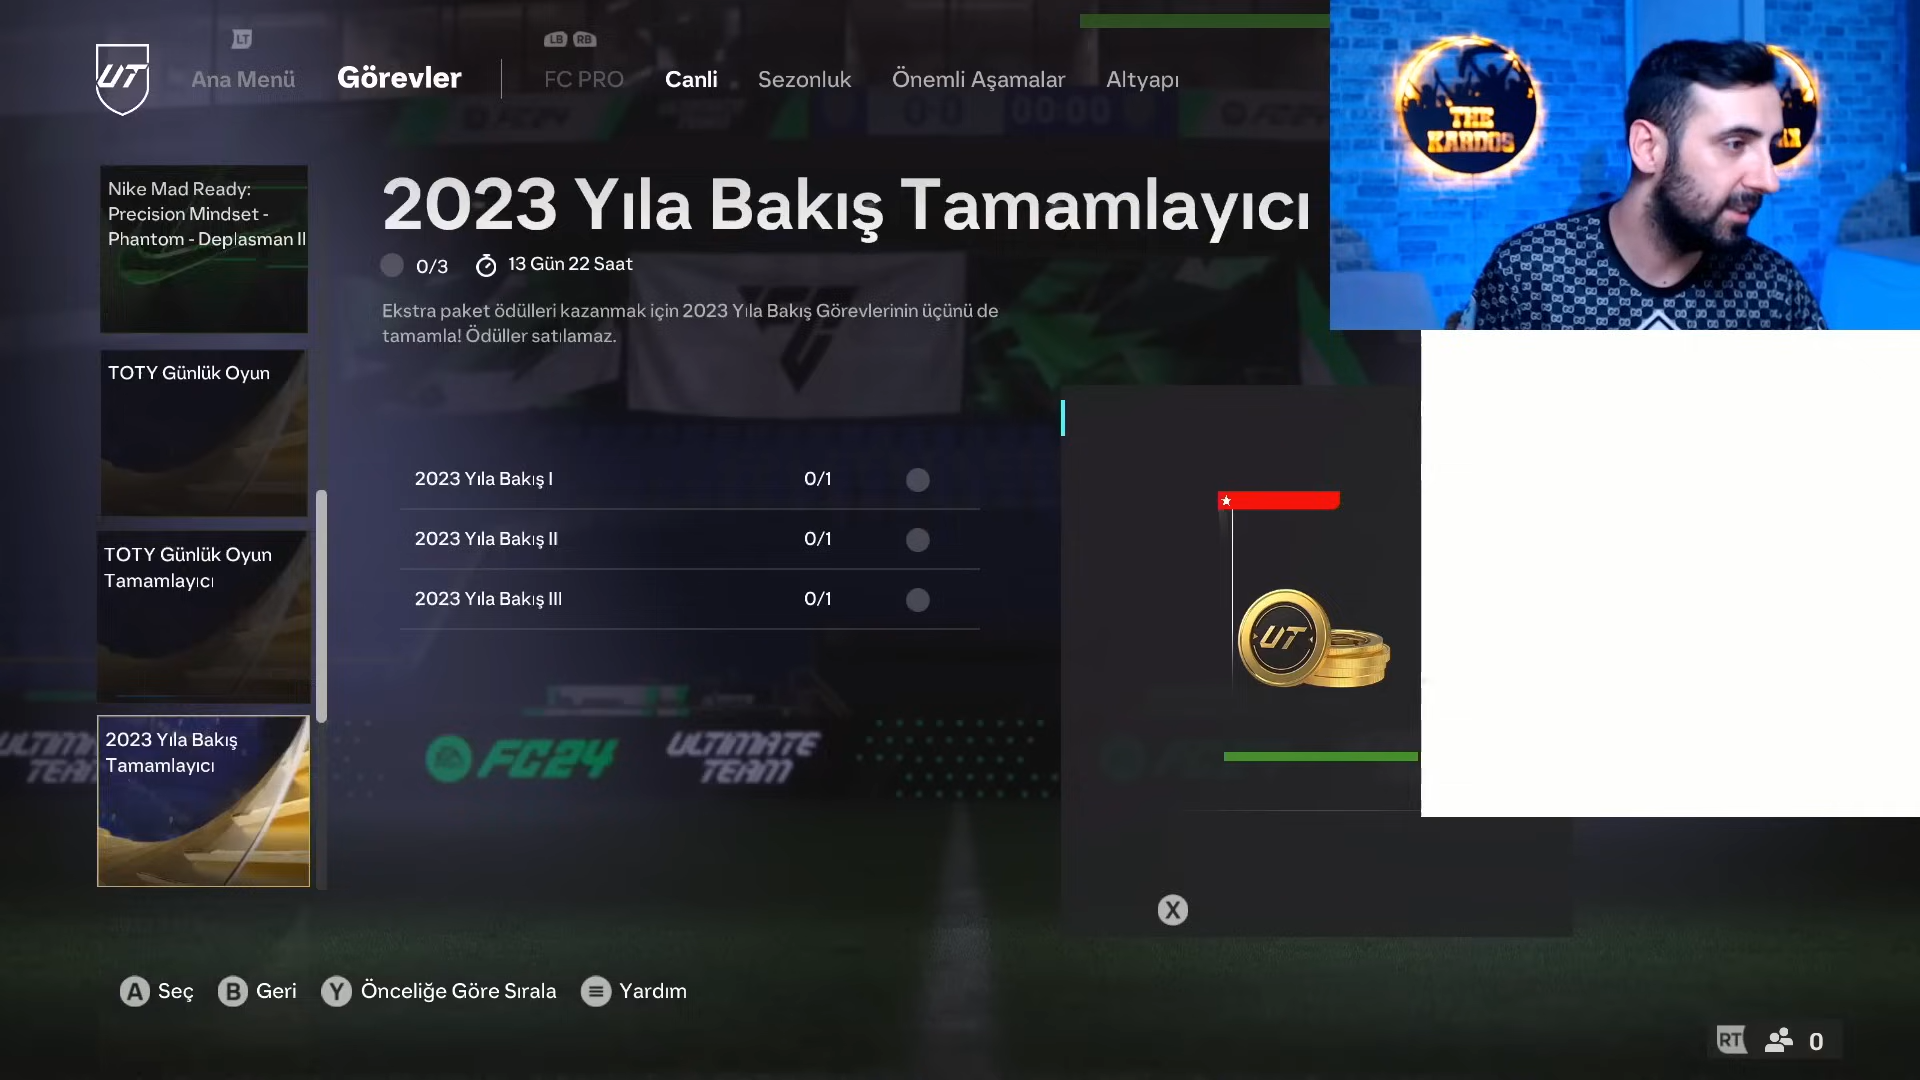 LT
LB RB
UT
Ana Menü
Görevler
FC PRO
Canli
Sezonluk
Önemli Aşamalar
Altyapı
THE
KARDOS
Nike Mad Ready:
Precision Mindset -
Phantom - Deplasman II
2023 Yıla Bakış Tamamlayıcı
0/3
13 Gün 22 Saat
Ekstra paket ödülleri kazanmak için 2023 Yıla Bakış Görevlerinin üçünü de
tamamla! Ödüller satılamaz.
TOTY Günlük Oyun
2023 Yıla Bakış I 0/1
2023 Yıla Bakış II 0/1
2023 Yıla Bakış III 0/1
TOTY Günlük Oyun
Tamamlayıcı
UT
2023 Yıla Bakış
Tamamlayıcı
FC24
ULTIMATE
TEAM
X
A Seç
B Geri
Y Önceliğe Göre Sırala
Yardım
RT 0